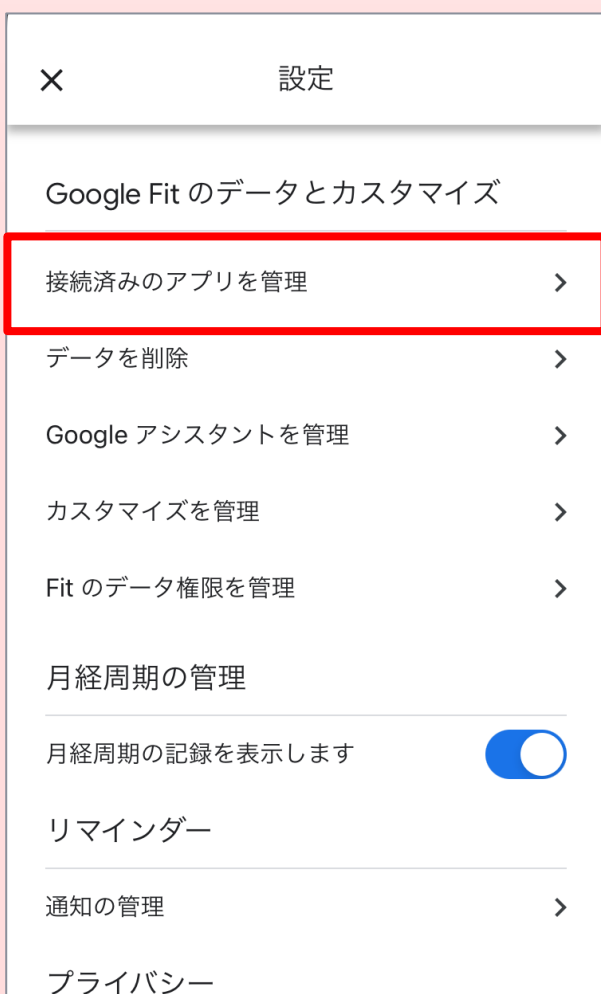 設定
Google Fit のデータとカスタマイズ
接続済みのアプリを管理
データを削除
Google アシスタントを管理
カスタマイズを管理
Fit のデータ権限を管理
月経周期の管理
月経周期の記録を表示します
リマインダー
通知の管理
プライバシー